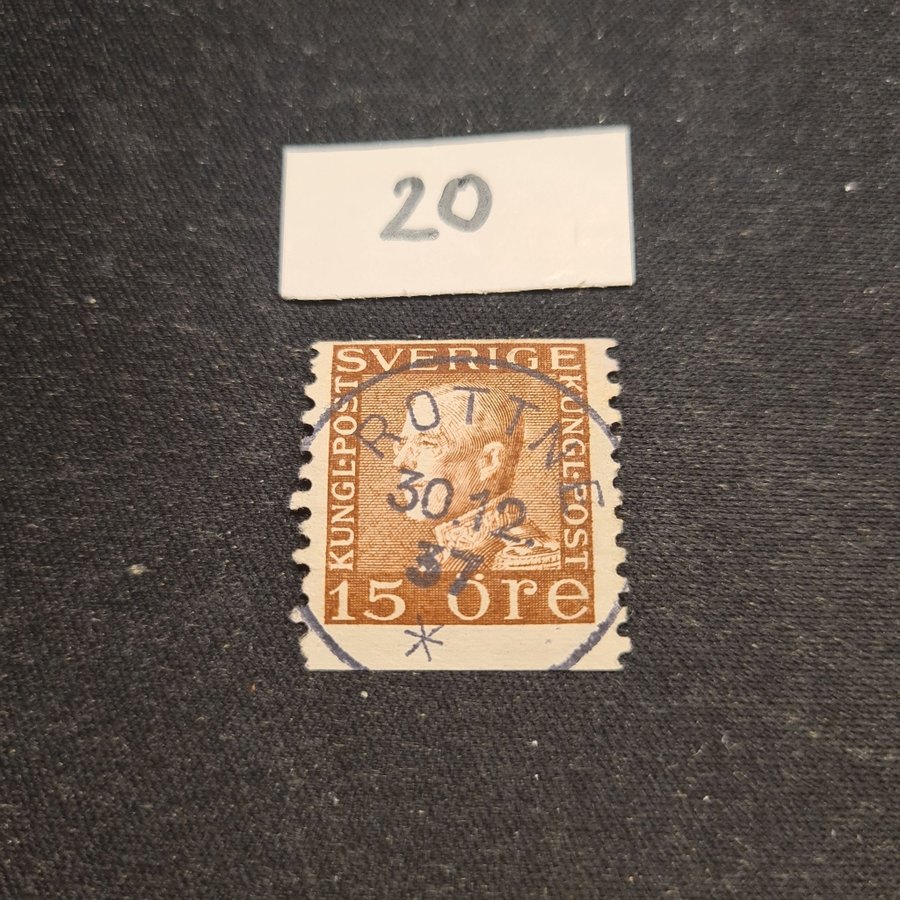 20
SVERIGE
KUNGL·POST
KUNGL·POST
ROTTNE
30.12.
37
*
15 öre